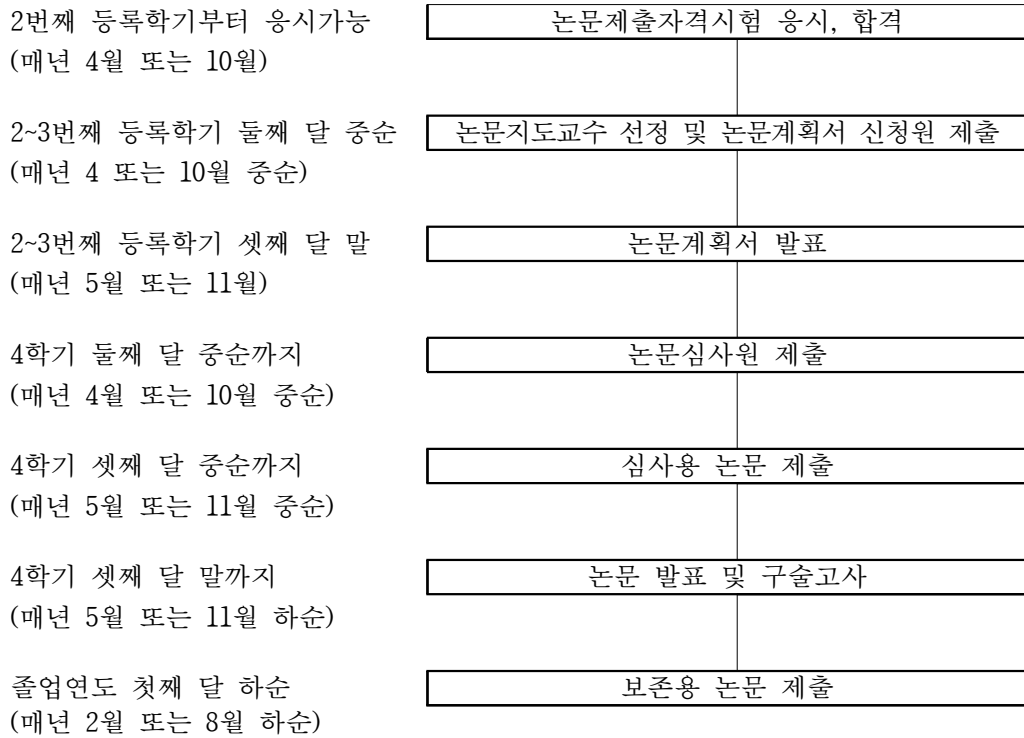 2번째 등록학기부터 응시가능
논문제출자격시험 응시, 합격
(매년 4월 또는 10월)
2~3번째 등록학기 둘째 달 중순
논문지도교수 선정 및 논문계획서 신청원 제출
(매년 4 또는 10월 중순)
2~3번째 등록학기 셋째 달 말
논문계획서 발표
(매년 5월 또는 11월)
4학기 둘째 달 중순까지
논문심사원 제출
(매년 4월 또는 10월 중순)
4학기 셋째 달 중순까지
심사용 논문 제출
(매년 5월 또는 11월 중순)
4학기 셋째 달 말까지
논문 발표 및 구술고사
(매년 5월 또는 11월 하순)
졸업연도 첫째 달 하순
보존용 논문 제출
(매년 2월 또는 8월 하순)